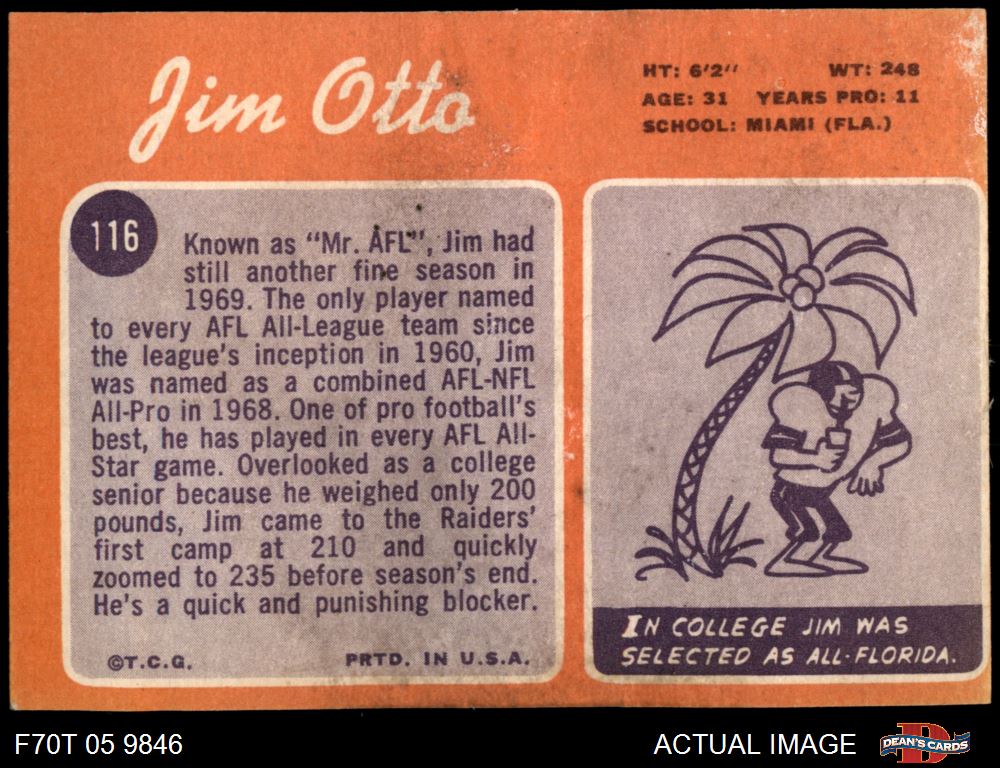 Jim Otto
HT: 6'2'' WT: 248
AGE: 31 YEARS PRO: 11
SCHOOL: MIAMI (FLA.)
116
Known as "Mr. AFL", Jim had
still another fine season in
1969. The only player named
to every AFL All-League team since
the league's inception in 1960, Jim
was named as a combined AFL-NFL
All-Pro in 1968. One of pro football's
best, he has played in every AFL All-
Star game. Overlooked as a college
senior because he weighed only 200
pounds, Jim came to the Raiders'
first camp at 210 and quickly
zoomed to 235 before season's end.
He's a quick and punishing blocker.
©T.C.G. PRTD. IN U.S.A.
IN COLLEGE JIM WAS
SELECTED AS ALL-FLORIDA.
F70T 05 9846
ACTUAL IMAGE
DEAN'S CARDS